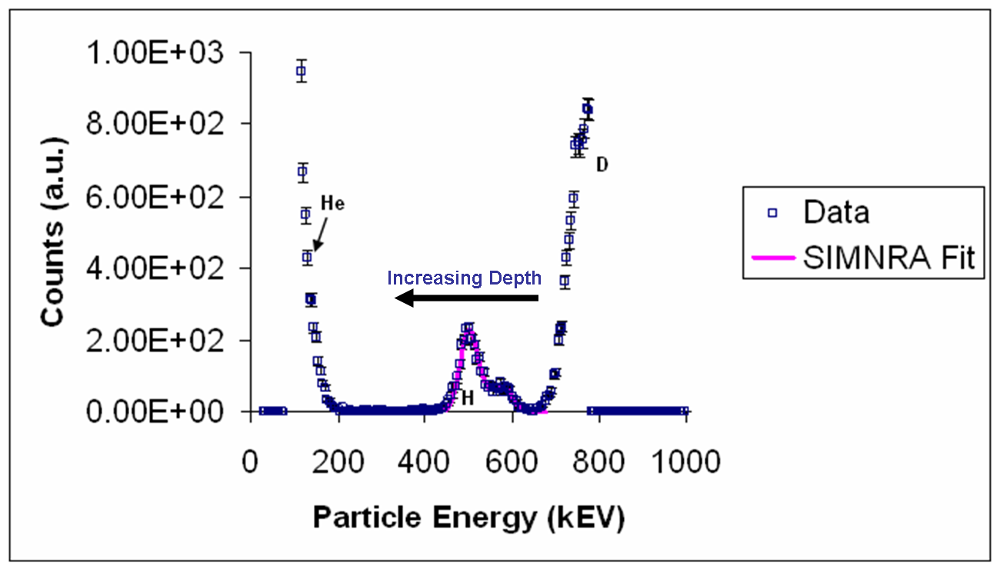 1.00E+03
8.00E+02
6.00E+02
4.00E+02
2.00E+02
0.00E+00
Counts (a.u.)
He
Increasing Depth
H
D
Data
SIMNRA Fit
0 200 400 600 800 1000
Particle Energy (kEV)